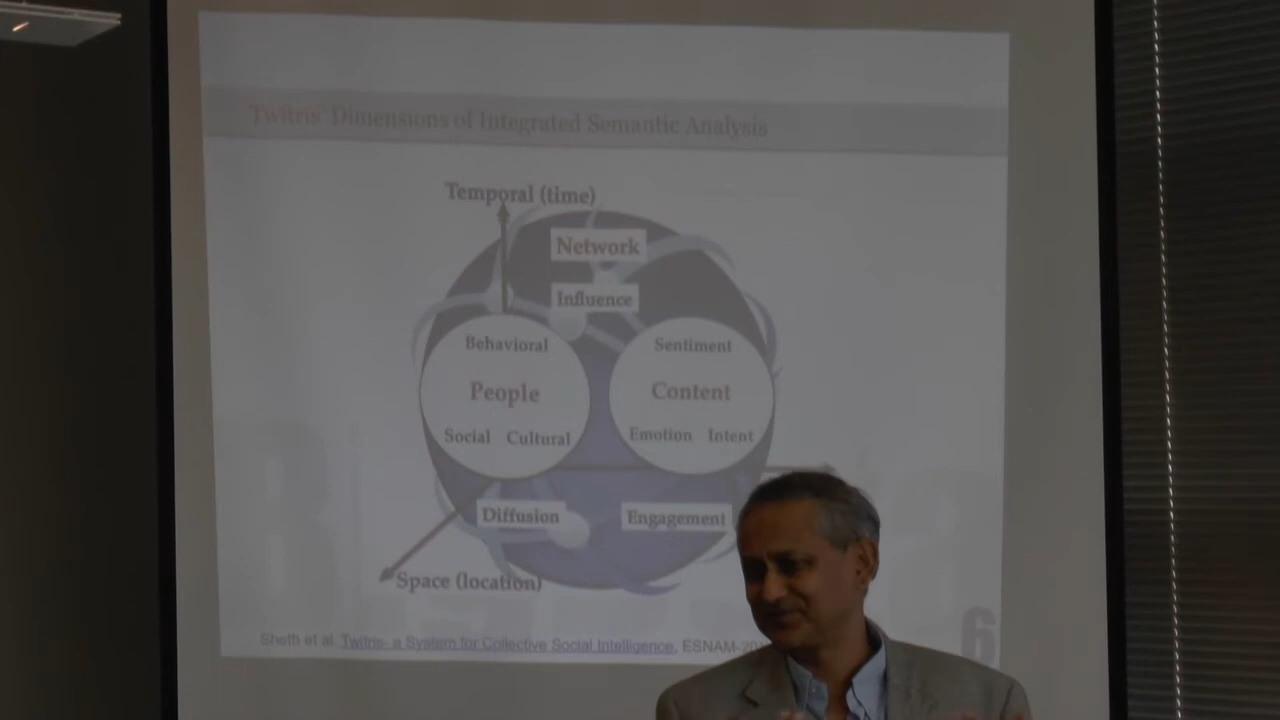 Twitris' Dimensions of Integrated Semantic Analysis
Temporal (time)
Network
Influence
Behavioral
People
Social Cultural
Sentiment
Content
Emotion Intent
Diffusion
Engagement
Space (location)
Sheth et al. Twitris- a System for Collective Social Intelligence, ESNAM-20
6